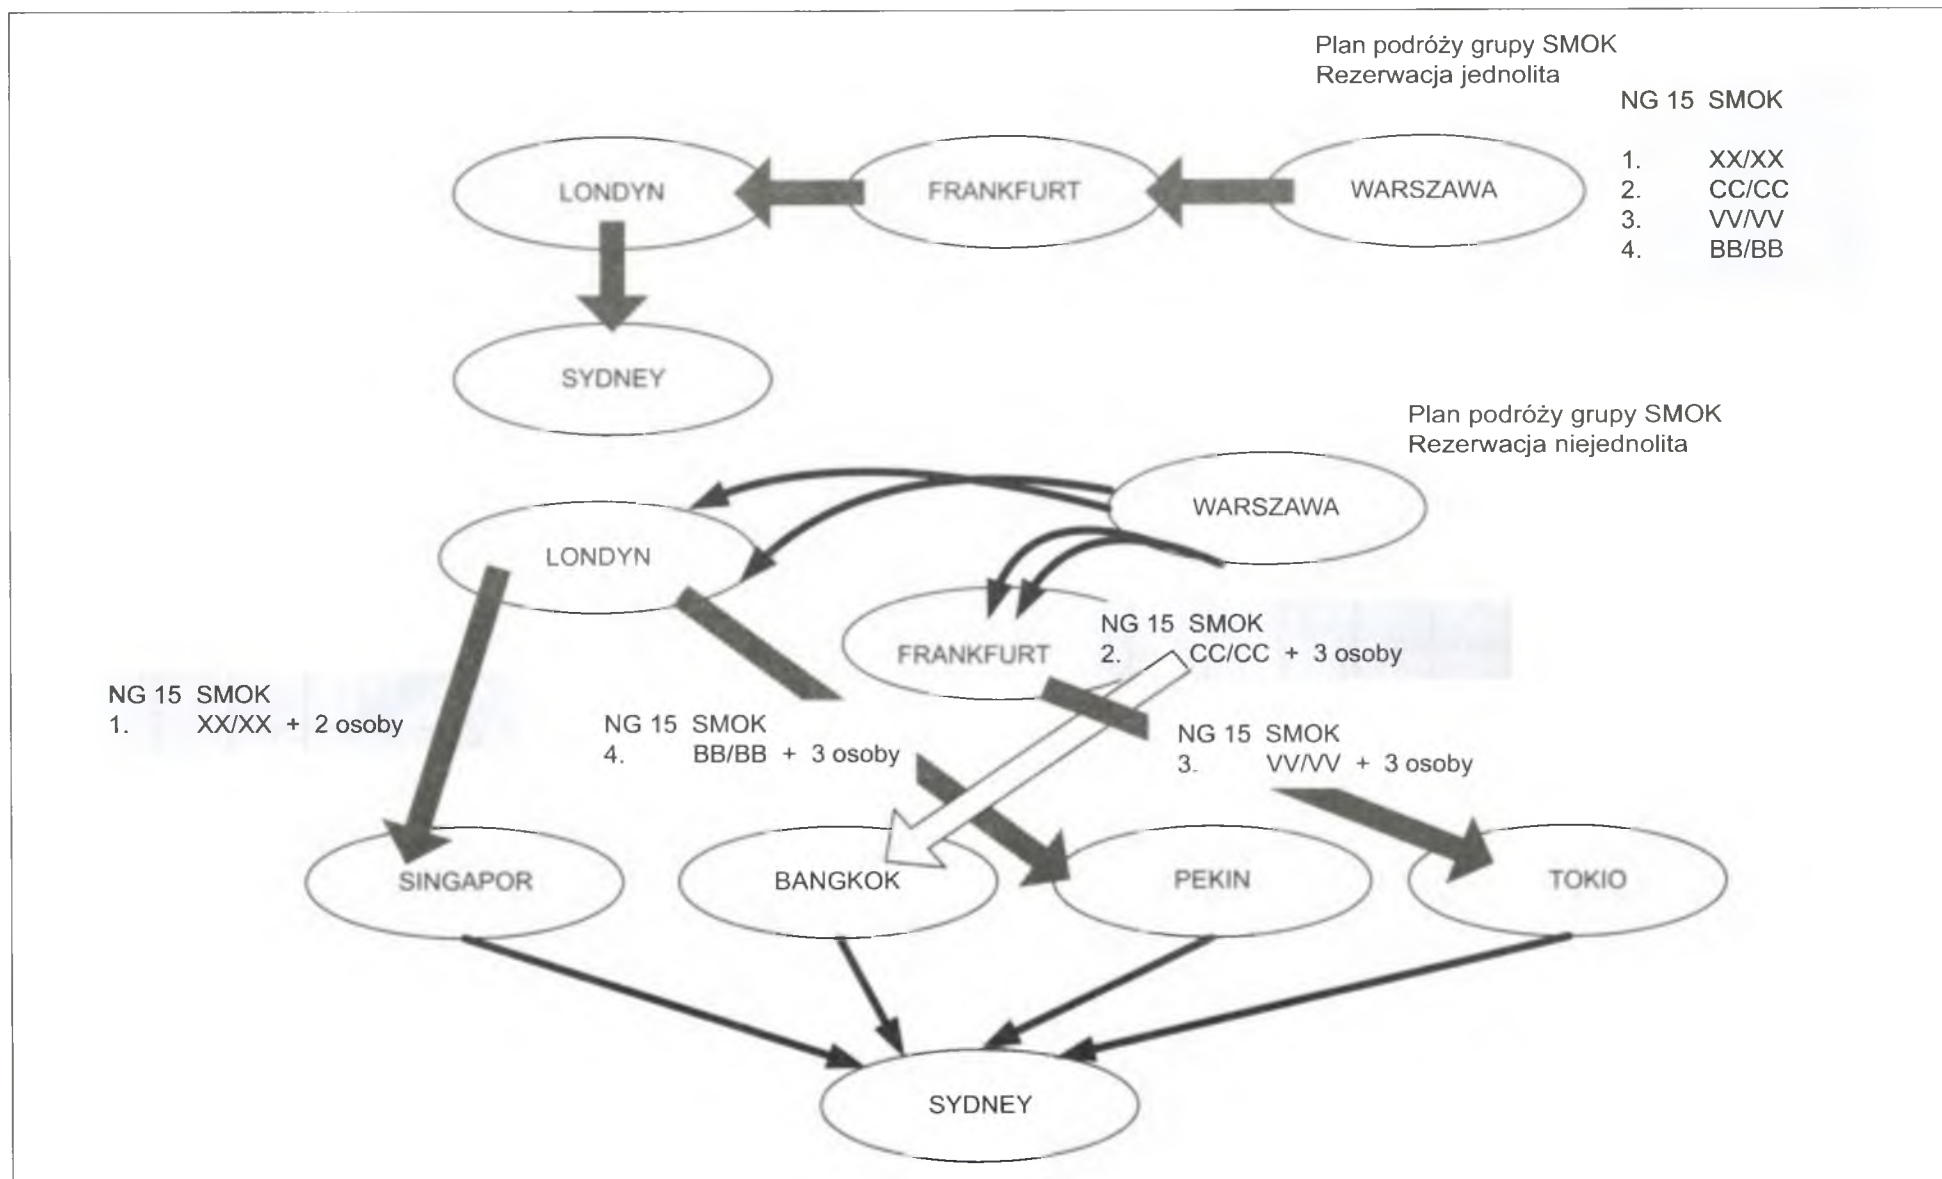 Plan podróży grupy SMOK
Rezerwacja jednolita
NG 15 SMOK
1. XX/XX
2. CC/CC
3. VV/VV
4. BB/BB
LONDYN
FRANKFURT
WARSZAWA
SYDNEY
Plan podróży grupy SMOK
Rezerwacja niejednolita
WARSZAWA
LONDYN
FRANKFURT
NG 15 SMOK
2. CC/CC + 3 osoby
NG 15 SMOK
1. XX/XX + 2 osoby
NG 15 SMOK
4. BB/BB + 3 osoby
NG 15 SMOK
3. VV/VV + 3 osoby
SINGAPOR
BANGKOK
PEKIN
TOKIO
SYDNEY